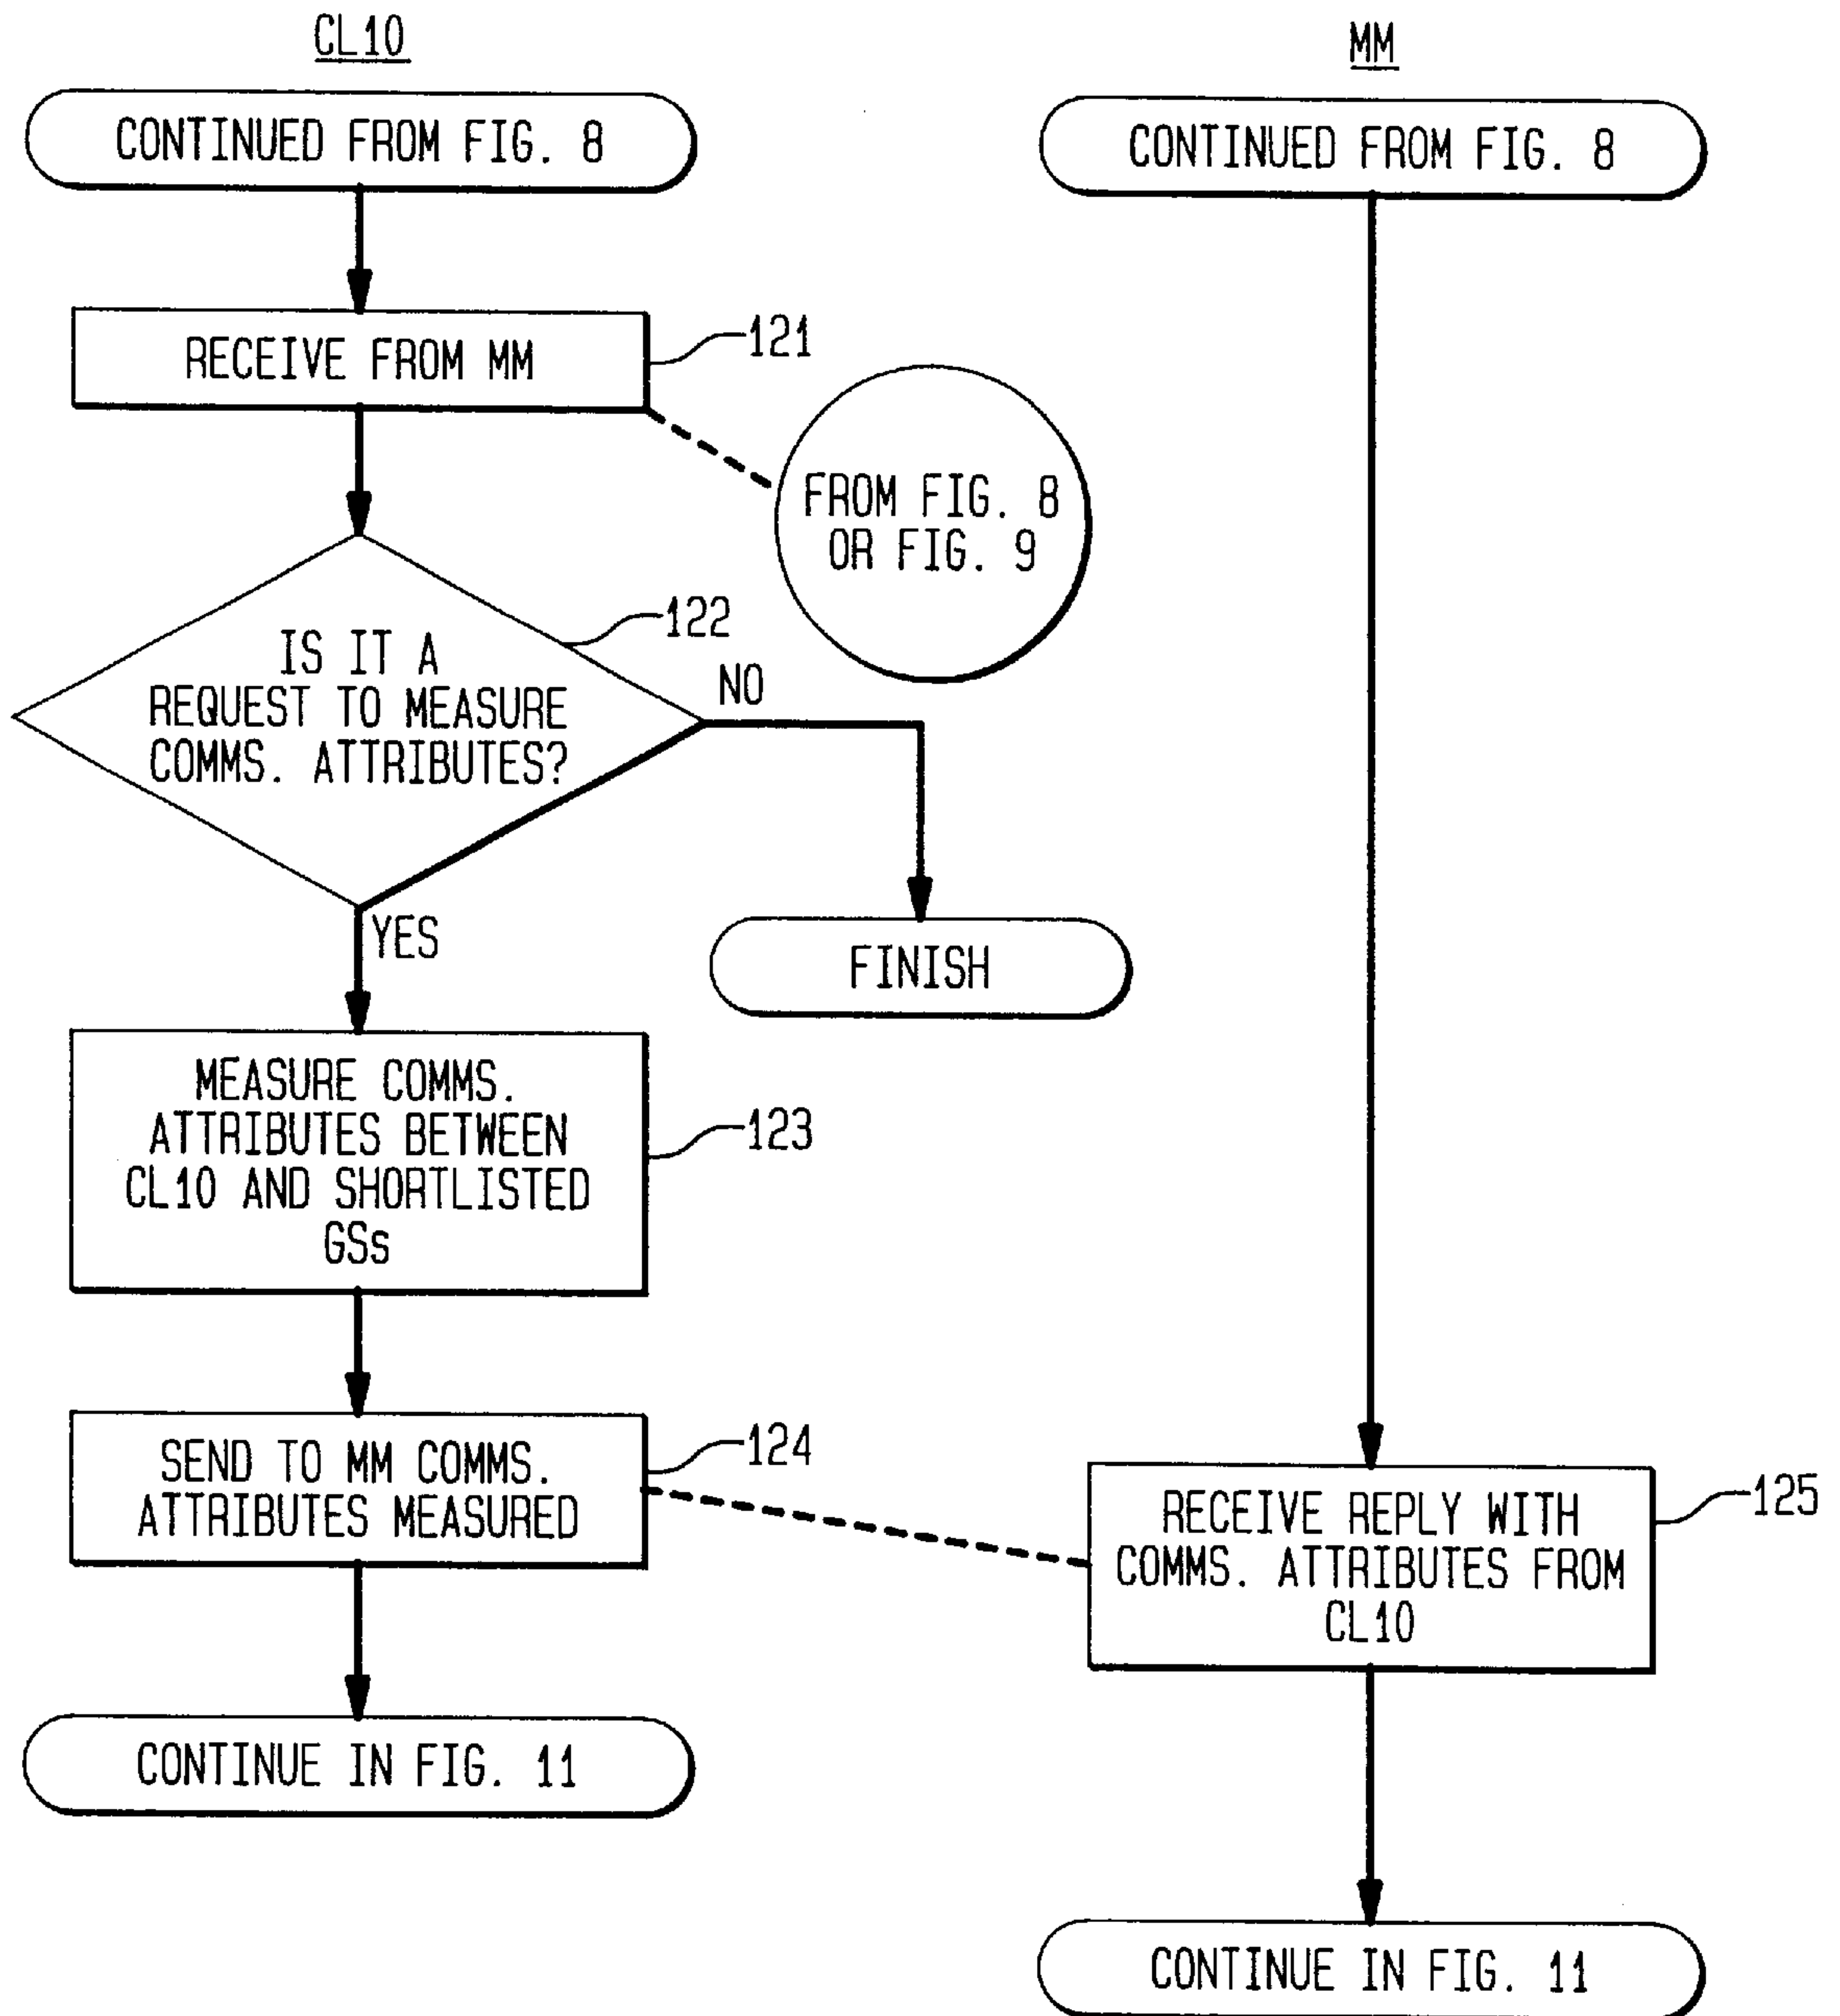 CL10
CONTINUED FROM FIG. 8
RECEIVE FROM MM
121
FROM FIG. 8
OR FIG. 9
IS IT A
REQUEST TO MEASURE
COMMS. ATTRIBUTES?
122
NO
FINISH
YES
MEASURE COMMS.
ATTRIBUTES BETWEEN
CL10 AND SHORTLISTED
GSs
123
SEND TO MM COMMS.
ATTRIBUTES MEASURED
124
CONTINUE IN FIG. 11
MM
CONTINUED FROM FIG. 8
RECEIVE REPLY WITH
COMMS. ATTRIBUTES FROM
CL10
125
CONTINUE IN FIG. 11